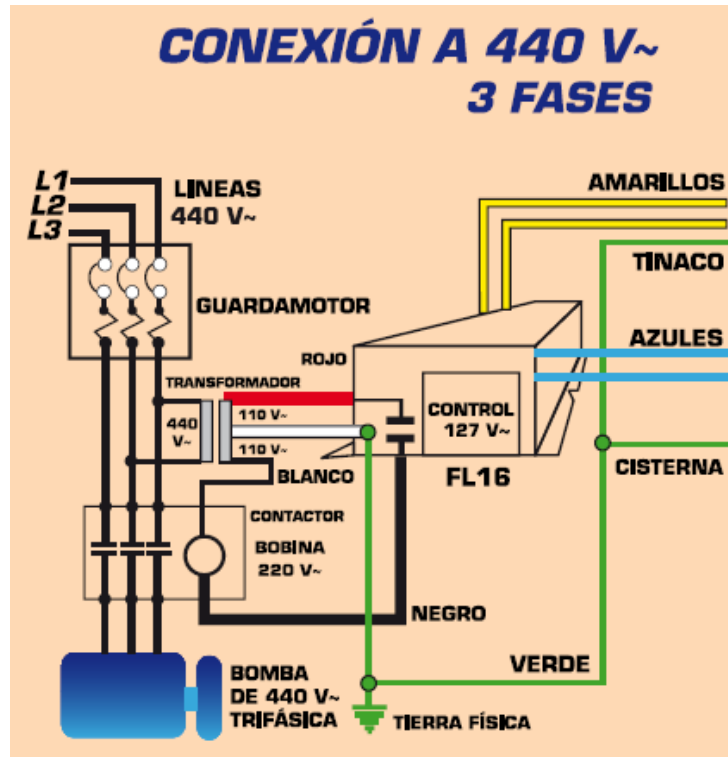 CONEXIÓN A 440 V~
3 FASES
L1
L2
L3
LINEAS
440 V~
AMARILLOS
TINACO
GUARDAMOTOR
AZULES
ROJO
TRANSFORMADOR
110 V~
440
V~
110 V~
CONTROL
127 V~
BLANCO
FL16
CISTERNA
CONTACTOR
BOBINA
220 V~
NEGRO
VERDE
BOMBA
DE 440 V~
TRIFÁSICA
TIERRA FÍSICA